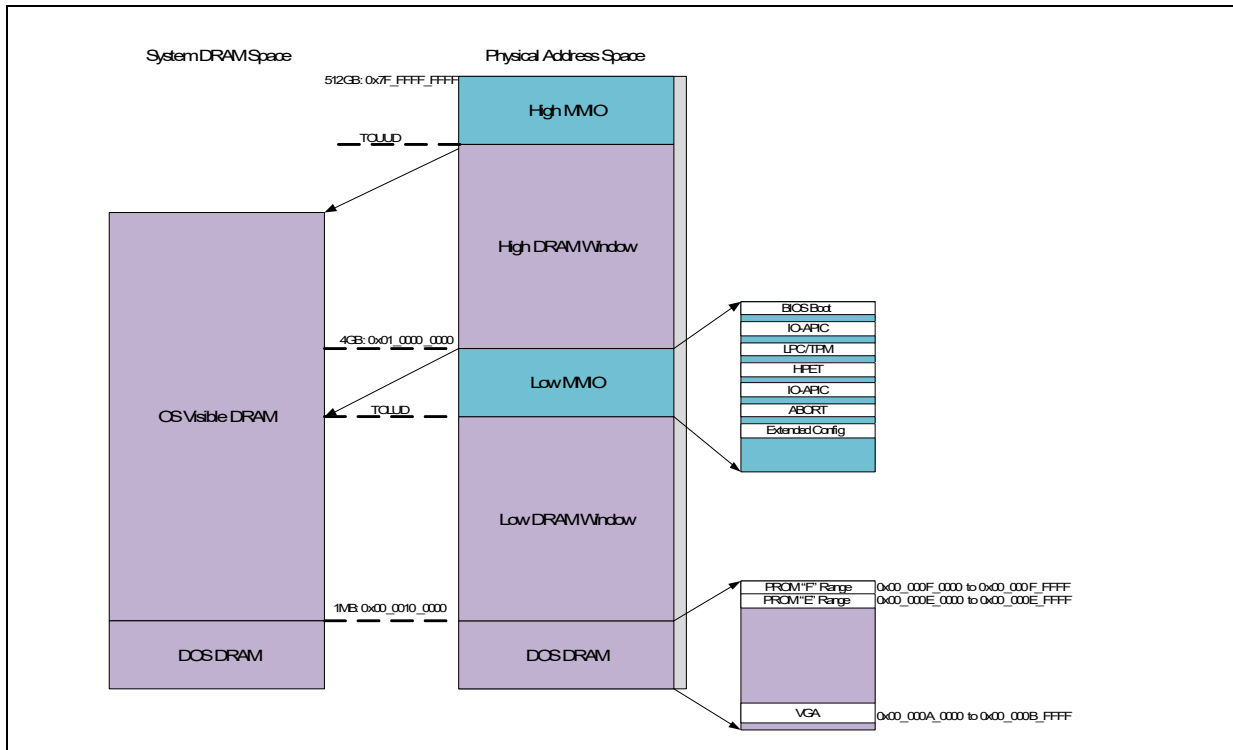 System DRAM Space
Physical Address Space
512GB: 0x7F_FFFF_FFFF
High MMIO
TOUUD
High DRAM Window
4GB: 0x01_0000_0000
Low MMIO
TOLUD
OS Visible DRAM
Low DRAM Window
1MB: 0x00_0010_0000
DOS DRAM
DOS DRAM
BIOS Boot
IO-APIC
LPC/TPM
HPET
IO-APIC
ABORT
Extended Config
PROM "F" Range 0x00_000F_0000 to 0x00_000F_FFFF
PROM "E" Range 0x00_000E_0000 to 0x00_000E_FFFF
VGA 0x00_000A_0000 to 0x00_000B_FFFF